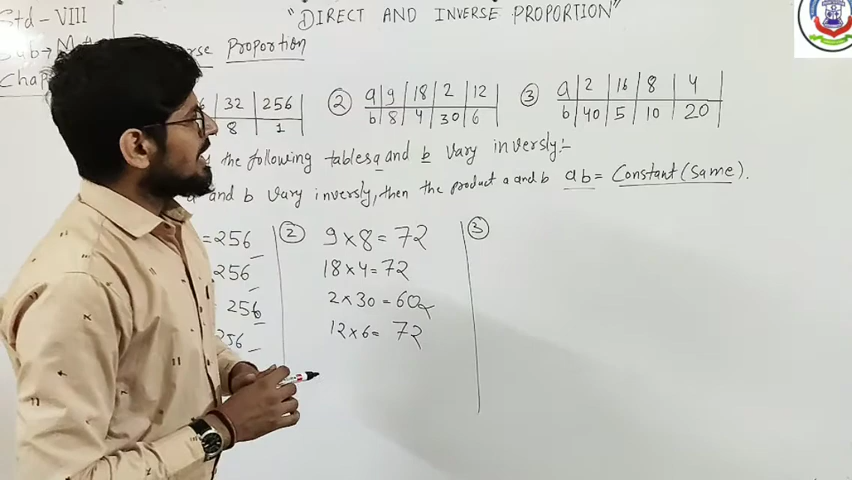 Std-VIII "DIRECT AND INVERSE PROPORTION"
Sub→ Proportion
32 256 ② a 9 18 2 12 ③ a 2 16 8 4
8 1 b 8 4 30 6 b 40 5 10 20
the following tables a and b vary inversly:-
a and b vary inversly, then the product a and b ab = Constant (Same).
=256 ② 9×8=72 ③
256 18×4=72
256 2×30=60
256 12×6= 72